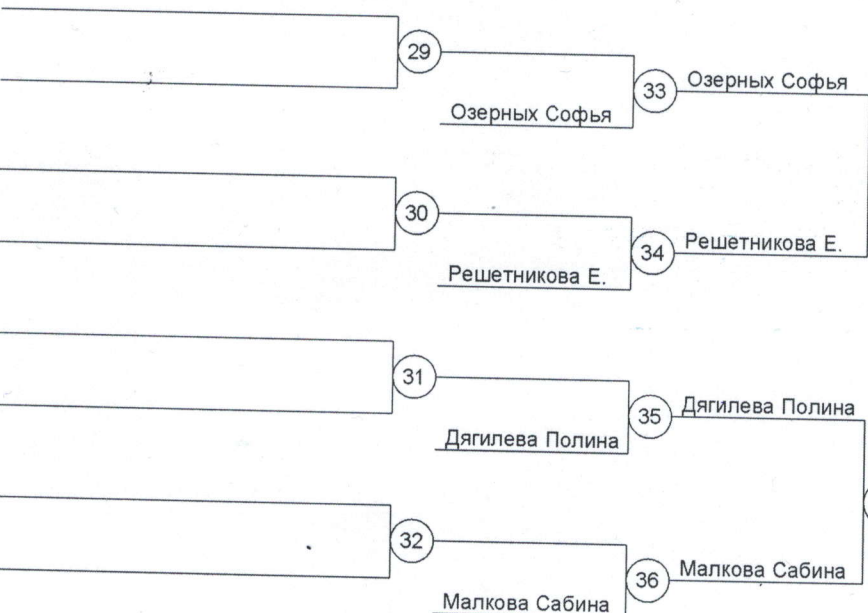 29
33 Озерных Софья
Озерных Софья
30
34 Решетникова Е.
Решетникова Е.
31
35 Дягилева Полина
Дягилева Полина
32
36 Малкова Сабина
Малкова Сабина